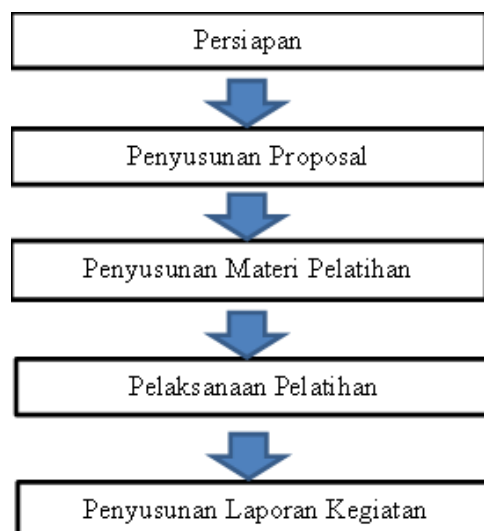 Persiapan
Penyusunan Proposal
Penyusunan Materi Pelatihan
Pelaksanaan Pelatihan
Penyusunan Laporan Kegiatan